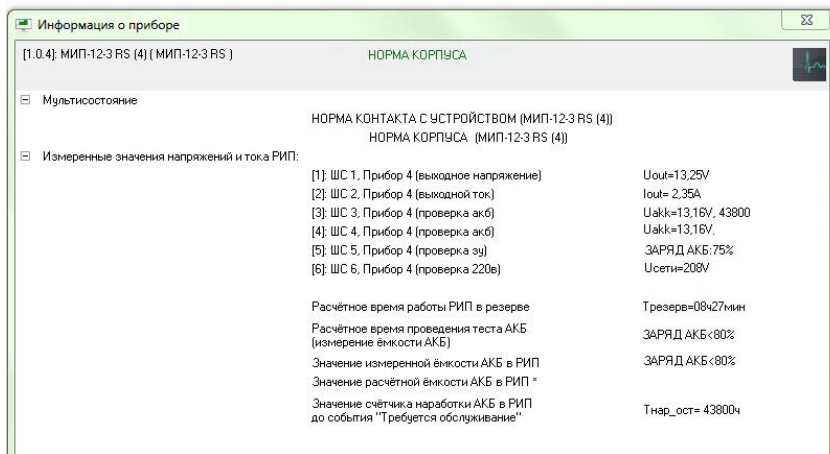 Информация о приборе
[1.0.4]: МИП-12-3 RS (4) ( МИП-12-3 RS )
НОРМА КОРПУСА
Мультисостояние
НОРМА КОНТАКТА С УСТРОЙСТВОМ (МИП-12-3 RS (4))
НОРМА КОРПУСА (МИП-12-3 RS (4))
Измеренные значения напряжений и тока РИП:
[1]: ШС 1, Прибор 4 (выходное напряжение) Uout=13,25V
[2]: ШС 2, Прибор 4 (выходной ток) Iout= 2,35A
[3]: ШС 3, Прибор 4 (проверка акб) Uakk=13,16V, 43800
[4]: ШС 4, Прибор 4 (проверка акб) Uakk=13,16V,
[5]: ШС 5, Прибор 4 (проверка зу) ЗАРЯД АКБ:75%
[6]: ШС 6, Прибор 4 (проверка 220в) Uсети=208V
Расчётное время работы РИП в резерве Трезерв=08ч27мин
Расчётное время проведения теста АКБ
(измерение ёмкости АКБ) ЗАРЯД АКБ<80%
Значение измеренной ёмкости АКБ в РИП ЗАРЯД АКБ<80%
Значение расчётной ёмкости АКБ в РИП *
Значение счётчика наработки АКБ в РИП
до события "Требуется обслуживание" Тнар_ост= 43800ч